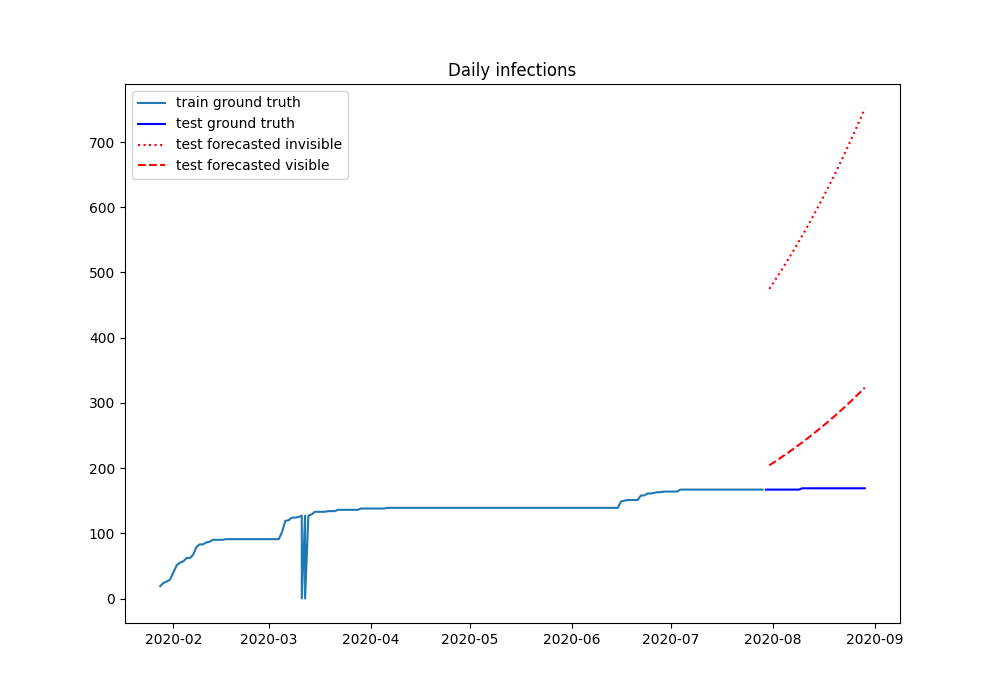 Daily infections
train ground truth
test ground truth
test forecasted invisible
test forecasted visible
700
600
500
400
300
200
100
0
2020-02 2020-03 2020-04 2020-05 2020-06 2020-07 2020-08 2020-09